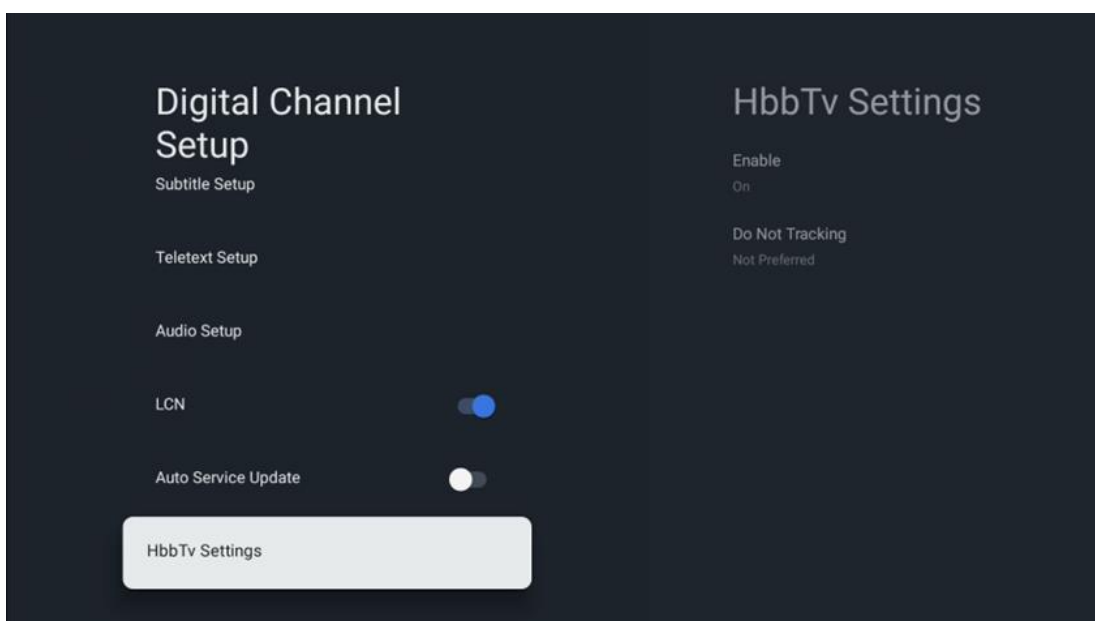 Digital Channel
Setup
Subtitle Setup
Teletext Setup
Audio Setup
LCN
Auto Service Update
HbbTv Settings
HbbTv Settings
Enable
On
Do Not Tracking
Not Preferred